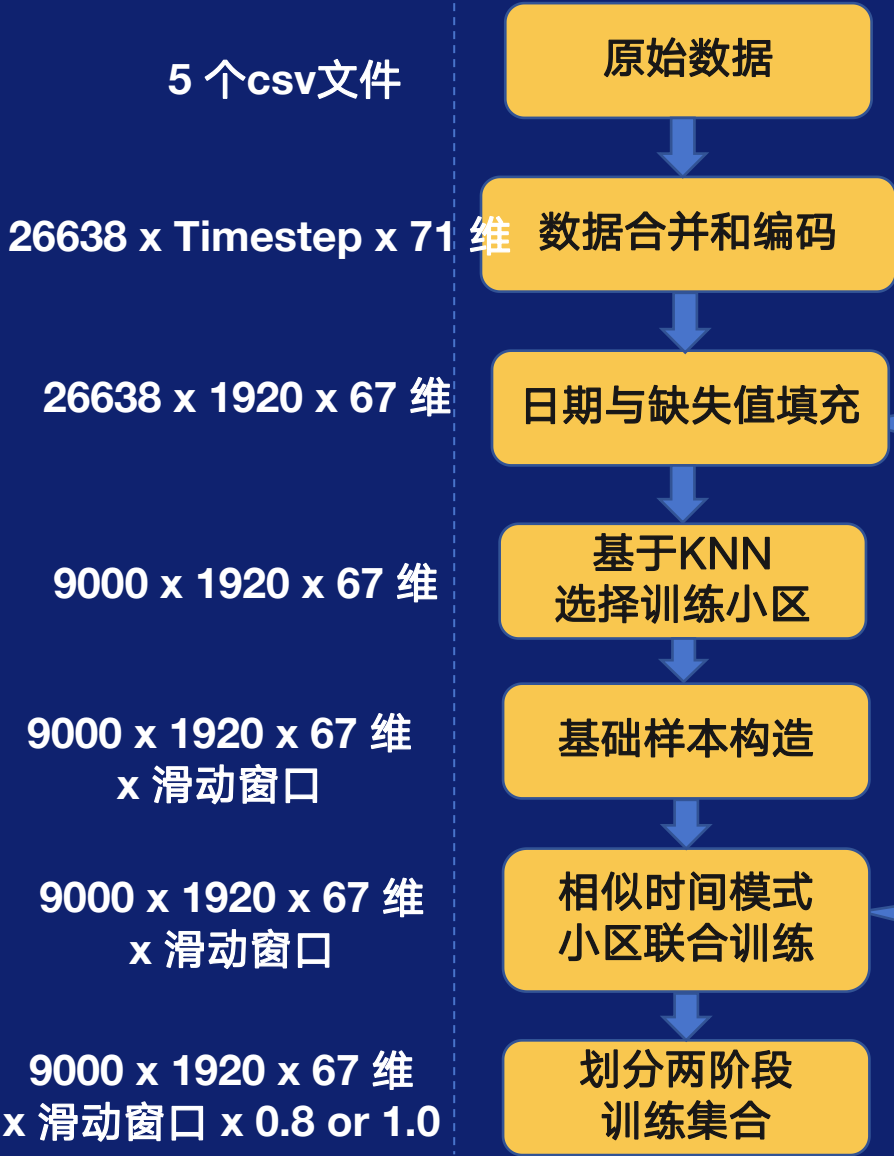 5 个csv文件
原始数据
26638 x Timestep x 71 维
数据合并和编码
26638 x 1920 x 67 维
日期与缺失值填充
9000 x 1920 x 67 维
基于KNN
选择训练小区
9000 x 1920 x 67 维
x 滑动窗口
基础样本构造
9000 x 1920 x 67 维
x 滑动窗口
相似时间模式
小区联合训练
9000 x 1920 x 67 维
x 滑动窗口 x 0.8 or 1.0
划分两阶段
训练集合